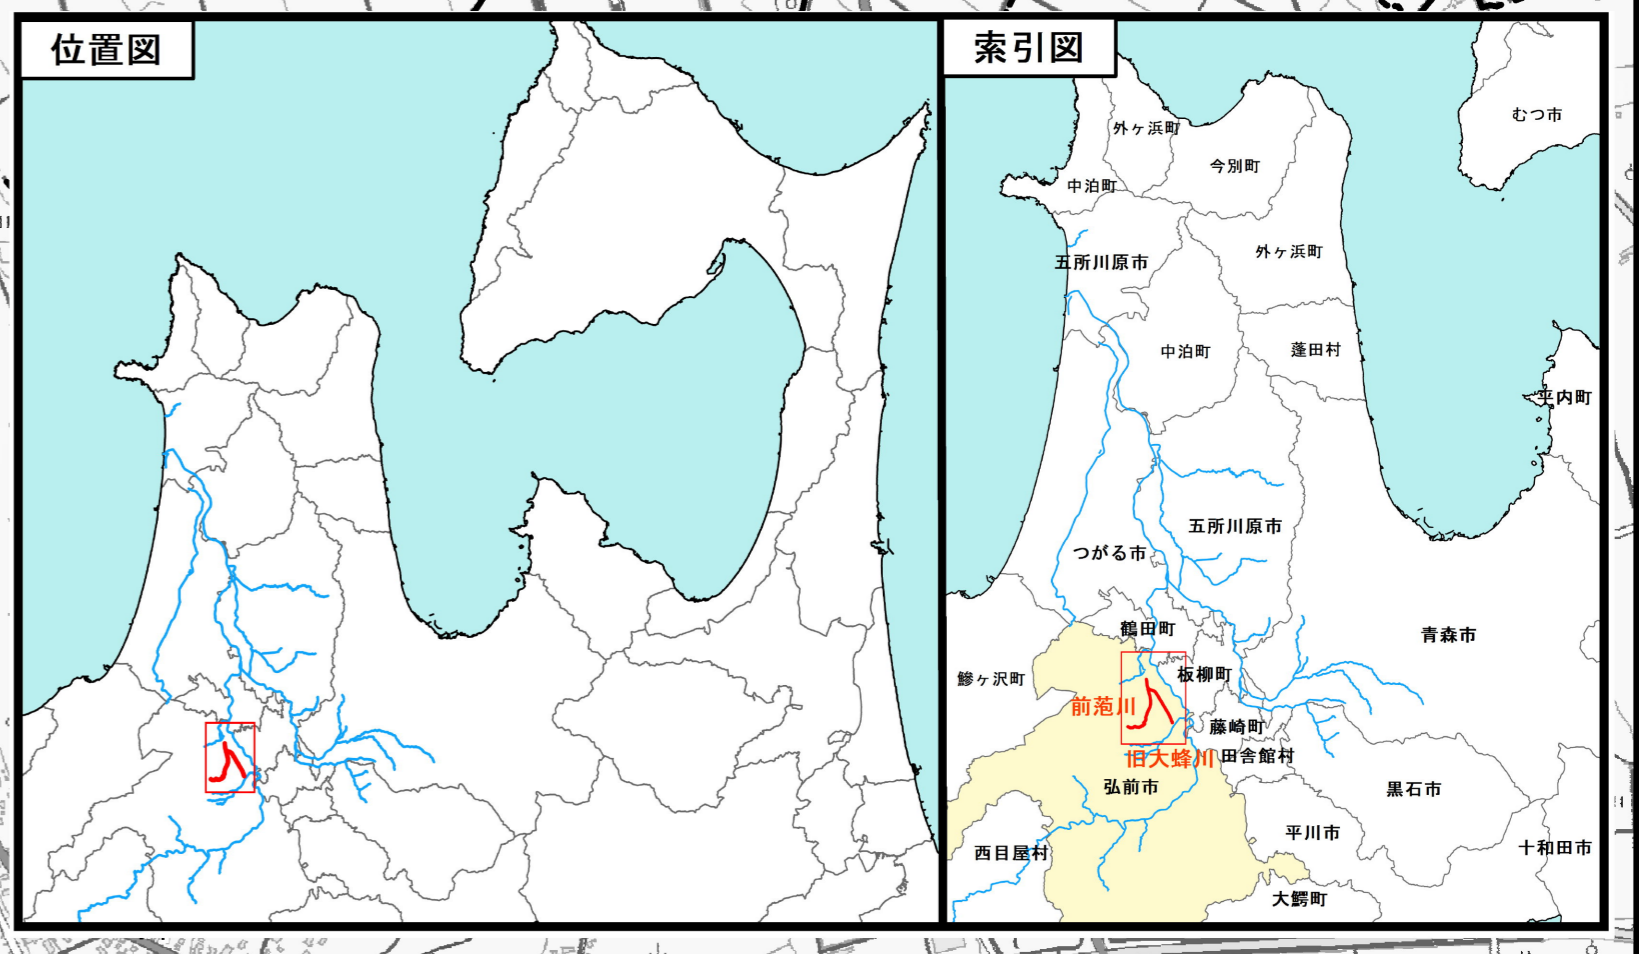 位置図
索引図
むつ市
外ヶ浜町
今別町
中泊町
外ヶ浜町
五所川原市
中泊町
蓬田村
平内町
五所川原市
つがる市
鶴田町
青森市
板柳町
鰺ヶ沢町
前萢川
藤崎町
旧大蜂川
田舎館村
弘前市
黒石市
平川市
十和田市
西目屋村
大鰐町